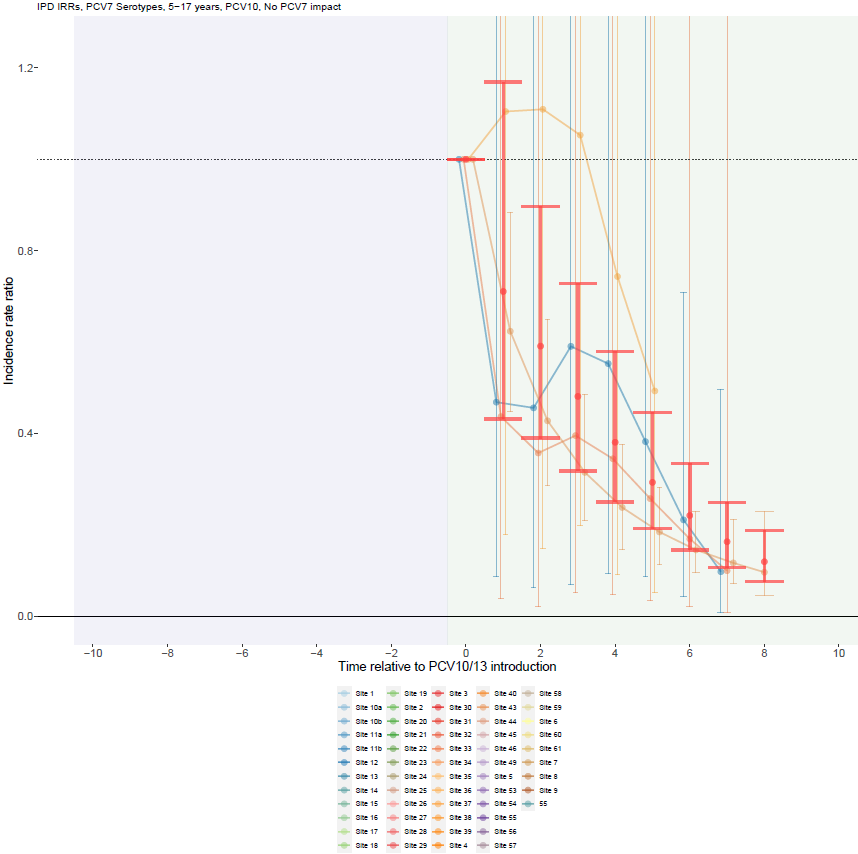 IPD IRRs, PCV7 Serotypes, 5−17 years, PCV10, No PCV7 impact
Incidence rate ratio
1.2
0.8
0.4
0.0
−10 −8 −6 −4 −2 0 2 4 6 8 10
Time relative to PCV10/13 introduction
Site 1 Site 19 Site 3 Site 40 Site 58
Site 10a Site 2 Site 30 Site 43 Site 59
Site 10b Site 20 Site 31 Site 44 Site 6
Site 11a Site 21 Site 32 Site 45 Site 60
Site 11b Site 22 Site 33 Site 46 Site 61
Site 12 Site 23 Site 34 Site 49 Site 7
Site 13 Site 24 Site 35 Site 5 Site 8
Site 14 Site 25 Site 36 Site 53 Site 9
Site 15 Site 26 Site 37 Site 54 55
Site 16 Site 27 Site 38 Site 55
Site 17 Site 28 Site 39 Site 56
Site 18 Site 29 Site 4 Site 57